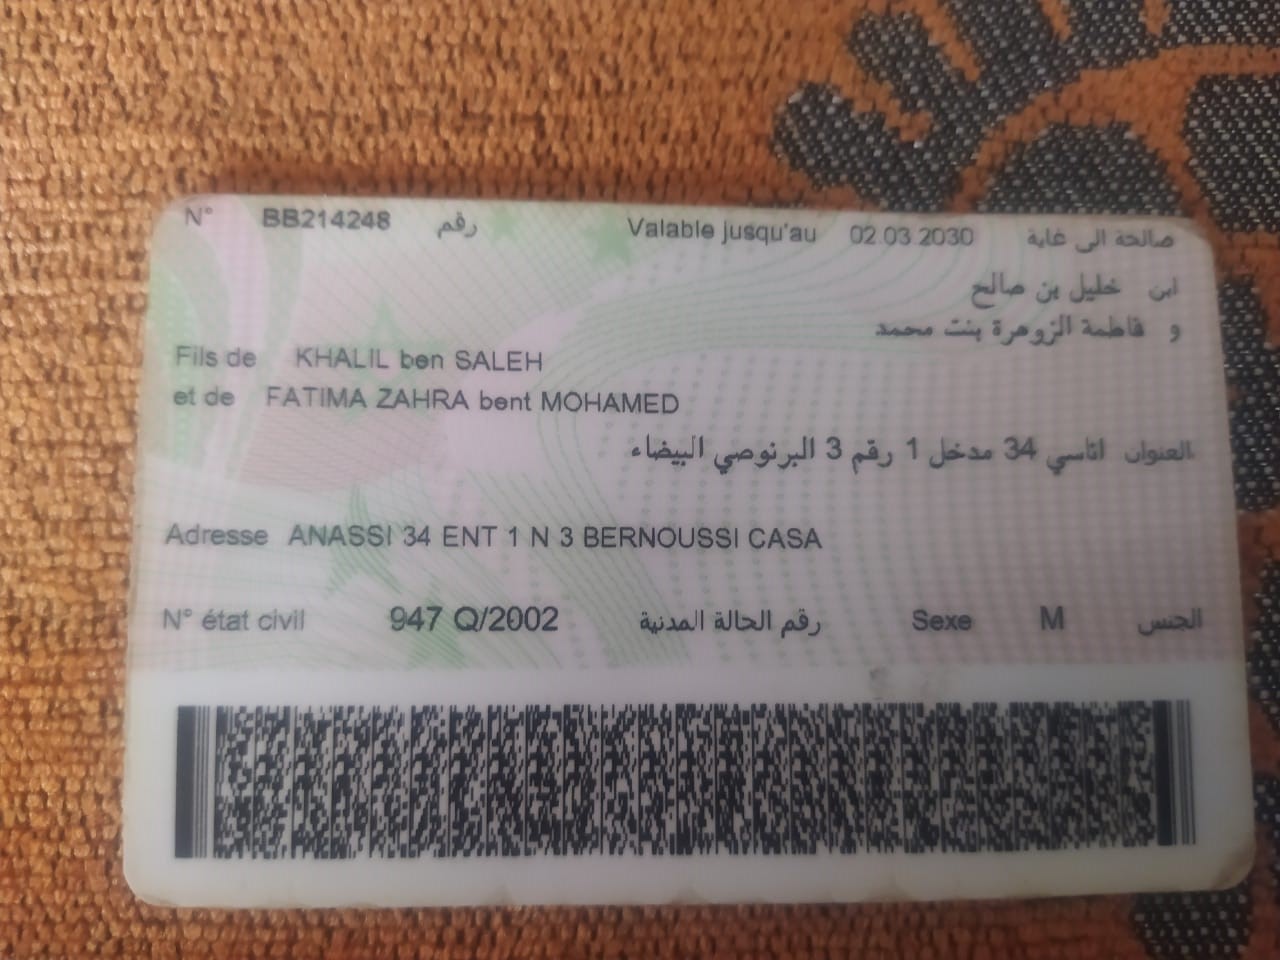 N° BB214248 رقم Valable jusqu'au 02.03.2030 صالحة الى غاية
ابن خليل بن صالح
و فاطمة الزوهرة بنت محمد
Fils de KHALIL ben SALEH
et de FATIMA ZAHRA bent MOHAMED
العنوان اناسي 34 مدخل 1 رقم 3 البرنوصي البيضاء
Adresse ANASSI 34 ENT 1 N 3 BERNOUSSI CASA
N° état civil 947 Q/2002 رقم الحالة المدنية Sexe M الجنس